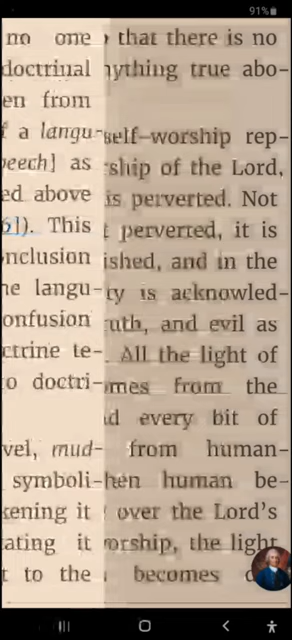 91%
no one
doctrinal
en from
f a langu-
peech] as
ed above
6]). This
nclusion
he langu-
onfusion
ctrine te-
o doctri-
vel, mud-
symboli-
kening it
ating it
t to the
that there is no
nything true abo-
self-worship rep-
rship of the Lord,
is perverted. Not
t perverted, it is
ished, and in the
ry is acknowled-
uth, and evil as
All the light of
mes from the
d every bit of
from human-
hen human be-
over the Lord's
orship, the light
becomes